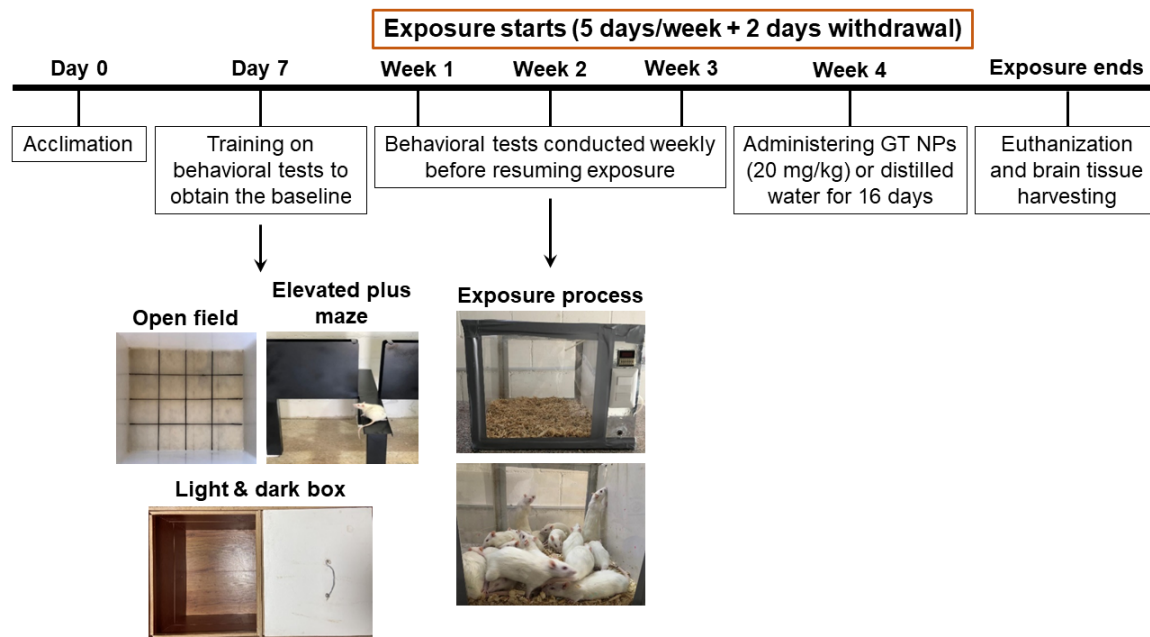 Exposure starts (5 days/week + 2 days withdrawal)
Day 0
Day 7
Week 1
Week 2
Week 3
Week 4
Exposure ends
Acclimation
Training on
behavioral tests to
obtain the baseline
Behavioral tests conducted weekly
before resuming exposure
Administering GT NPs
(20 mg/kg) or distilled
water for 16 days
Euthanization
and brain tissue
harvesting
Open field
Elevated plus
maze
Light & dark box
Exposure process